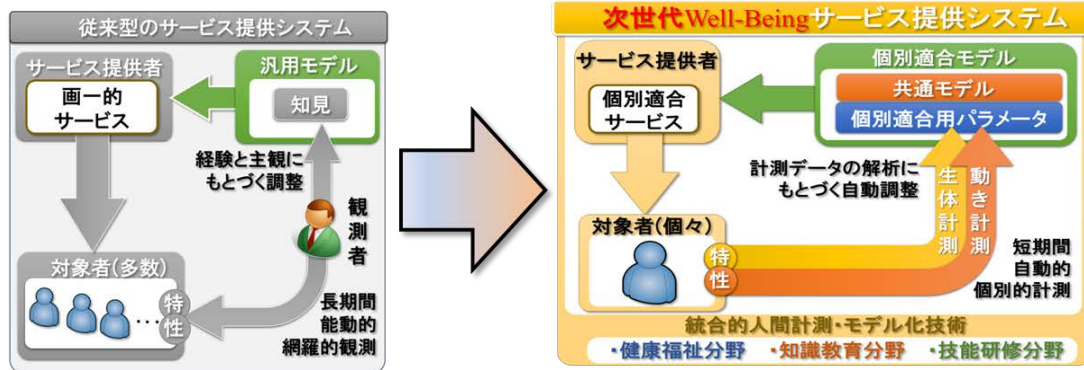 従来型のサービス提供システム
サービス提供者
画一的
サービス
汎用モデル
知見
経験と主観に
もとづく調整
観測者
対象者(多数)
…
特性
長期間
能動的
網羅的観測
次世代Well-Beingサービス提供システム
サービス提供者
個別適合
サービス
個別適合モデル
共通モデル
個別適合用パラメータ
計測データの解析に
もとづく自動調整
生体計測
動き計測
対象者(個々)
特性
短期間
自動的
個別的計測
統合的人間計測・モデル化技術
・健康福祉分野 ・知識教育分野 ・技能研修分野